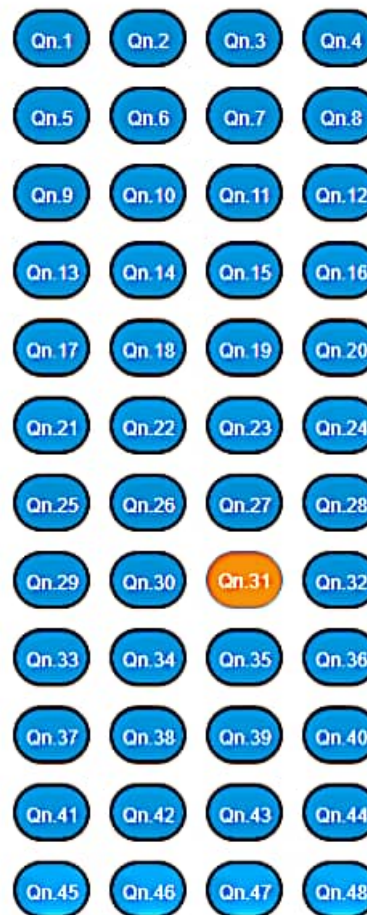 Qn.1 Qn.2 Qn.3 Qn.4
Qn.5 Qn.6 Qn.7 Qn.8
Qn.9 Qn.10 Qn.11 Qn.12
Qn.13 Qn.14 Qn.15 Qn.16
Qn.17 Qn.18 Qn.19 Qn.20
Qn.21 Qn.22 Qn.23 Qn.24
Qn.25 Qn.26 Qn.27 Qn.28
Qn.29 Qn.30 Qn.31 Qn.32
Qn.33 Qn.34 Qn.35 Qn.36
Qn.37 Qn.38 Qn.39 Qn.40
Qn.41 Qn.42 Qn.43 Qn.44
Qn.45 Qn.46 Qn.47 Qn.48